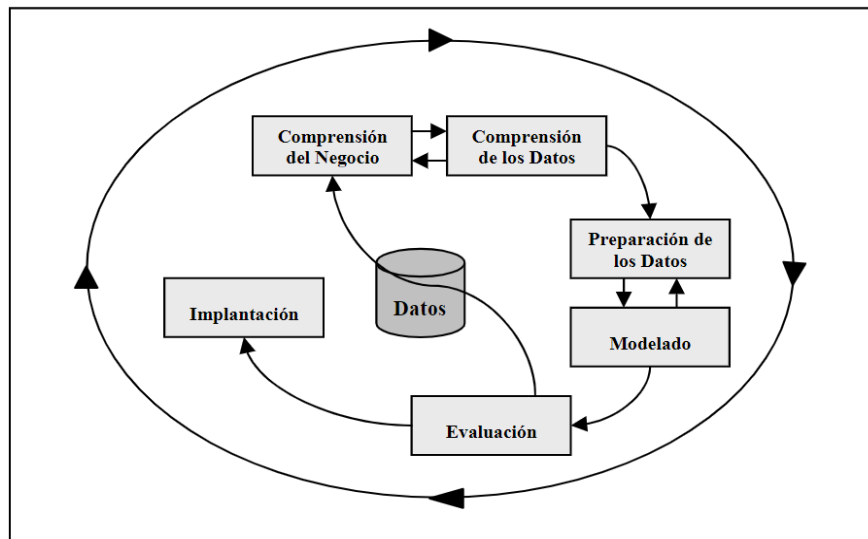 Comprensión
del Negocio
Comprensión
de los Datos
Preparación de
los Datos
Datos
Implantación
Modelado
Evaluación